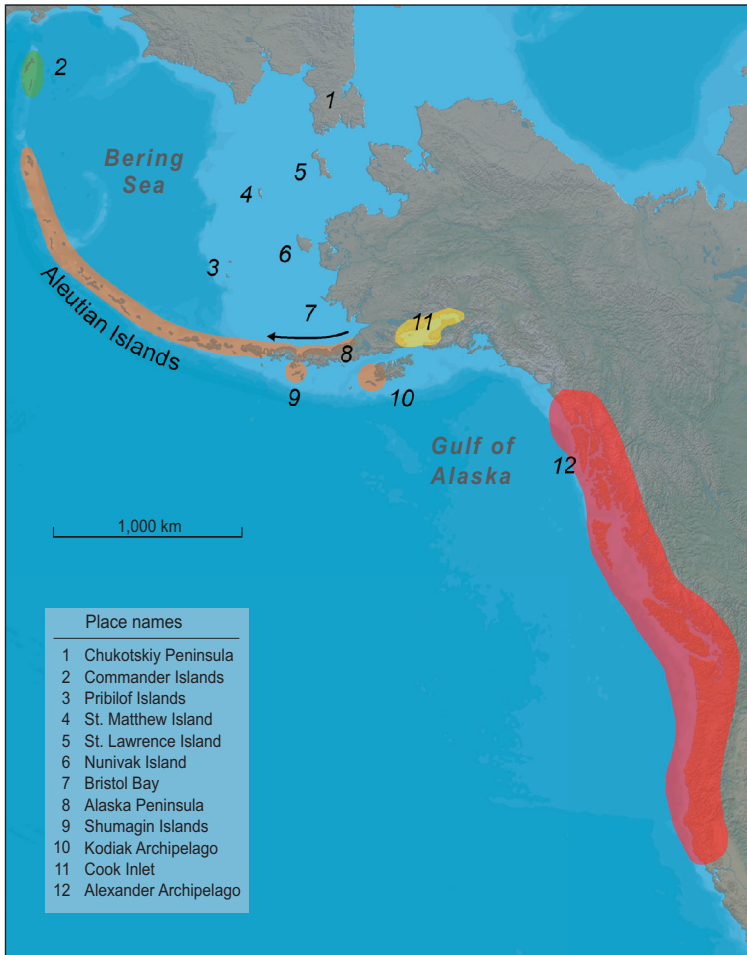 2
1
Bering
Sea
5
4
6
3
7
Aleutian Islands
11
8
9
10
Gulf of
Alaska
12
1,000 km
Place names
1 Chukotskiy Peninsula
2 Commander Islands
3 Pribilof Islands
4 St. Matthew Island
5 St. Lawrence Island
6 Nunivak Island
7 Bristol Bay
8 Alaska Peninsula
9 Shumagin Islands
10 Kodiak Archipelago
11 Cook Inlet
12 Alexander Archipelago